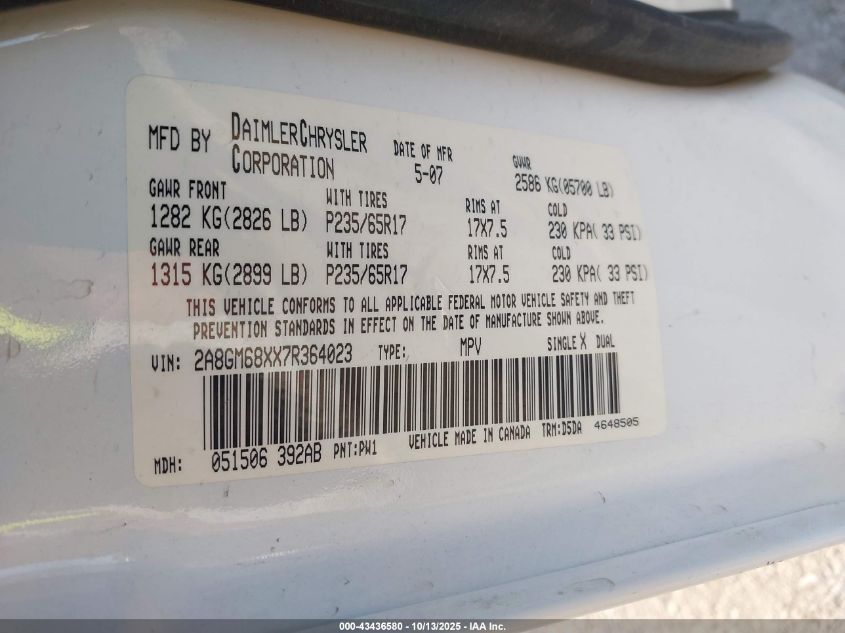 MFD BY DAIMLERCHRYSLER CORPORATION DATE OF MFR 5-07 GVWR 2586 KG(05700 LB)
GAWR FRONT WITH TIRES RIMS AT COLD
1282 KG(2826 LB) P235/65R17 17X7.5 230 KPA( 33 PSI)
GAWR REAR WITH TIRES RIMS AT COLD
1315 KG(2899 LB) P235/65R17 17X7.5 230 KPA( 33 PSI)
THIS VEHICLE CONFORMS TO ALL APPLICABLE FEDERAL MOTOR VEHICLE SAFETY AND THEFT
PREVENTION STANDARDS IN EFFECT ON THE DATE OF MANUFACTURE SHOWN ABOVE.
VIN: 2A8GM68XX7R364023 TYPE: MPV SINGLE X DUAL
MDH: 051506 392AB PNT:PW1 VEHICLE MADE IN CANADA TRM:D5DA 4648505
000-43436580 - 10/13/2025 - IAA Inc.